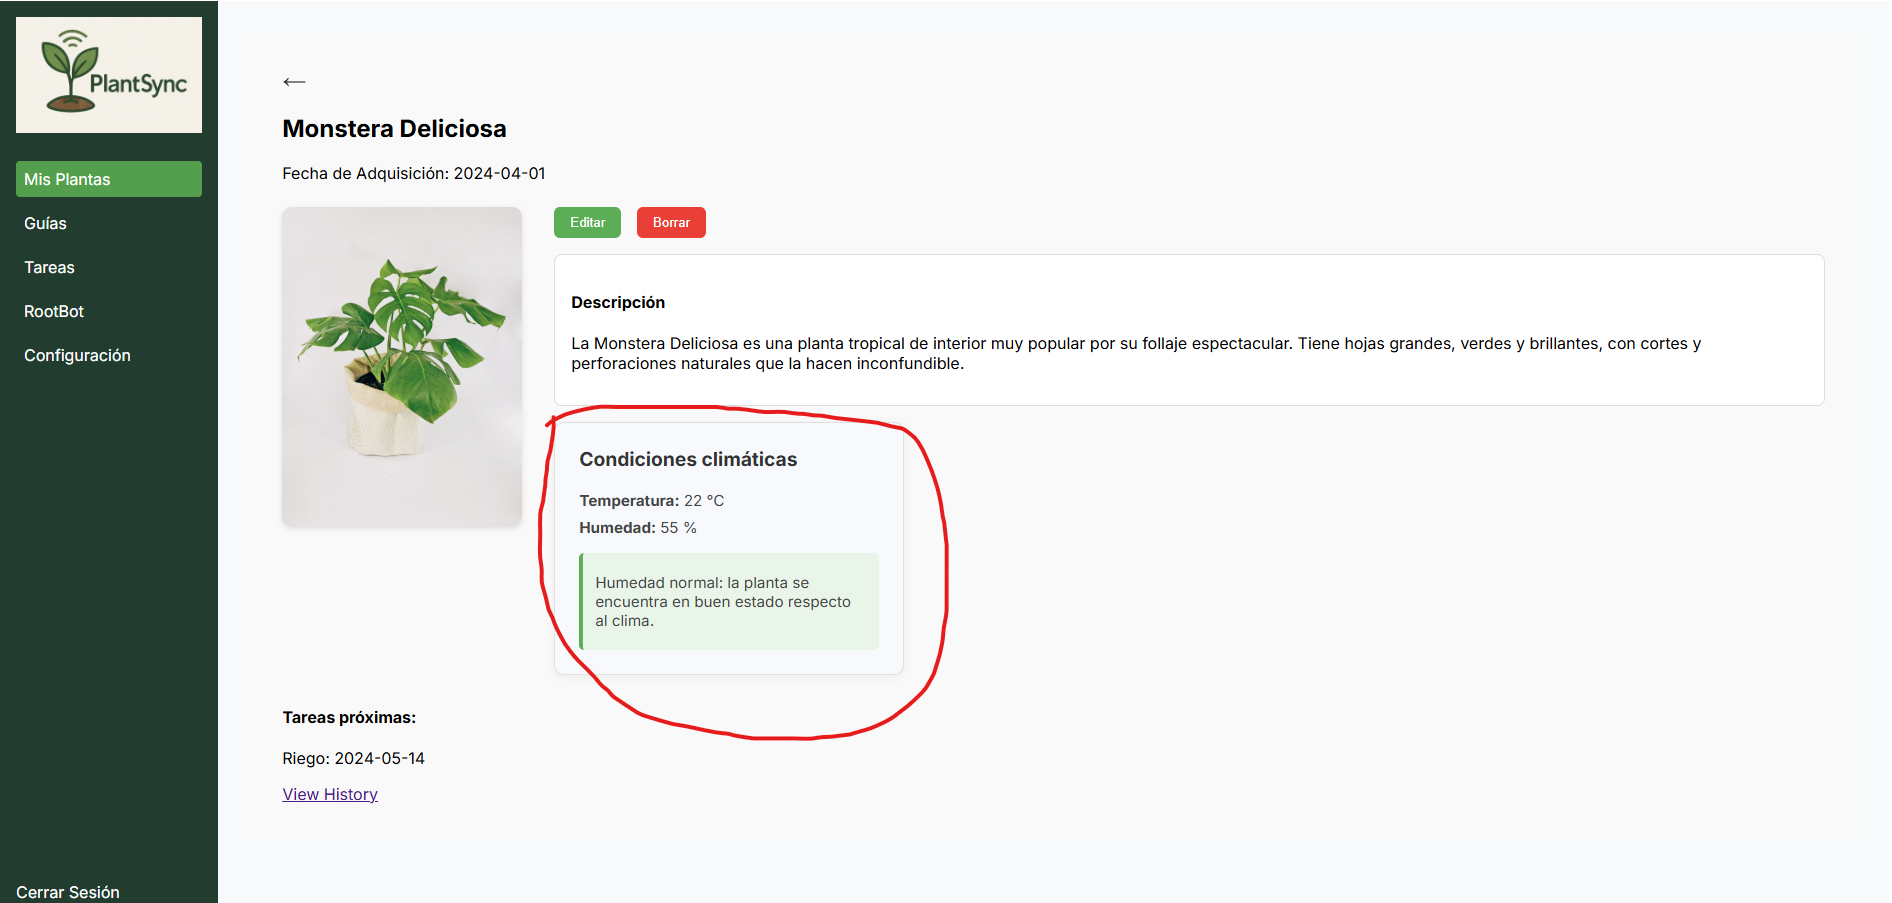 PlantSync
Mis Plantas
Guías
Tareas
RootBot
Configuración
Cerrar Sesión
←
Monstera Deliciosa
Fecha de Adquisición: 2024-04-01
Editar
Borrar
Descripción
La Monstera Deliciosa es una planta tropical de interior muy popular por su follaje espectacular. Tiene hojas grandes, verdes y brillantes, con cortes y
perforaciones naturales que la hacen inconfundible.
Condiciones climáticas
Temperatura: 22 °C
Humedad: 55 %
Humedad normal: la planta se
encuentra en buen estado respecto
al clima.
Tareas próximas:
Riego: 2024-05-14
View History